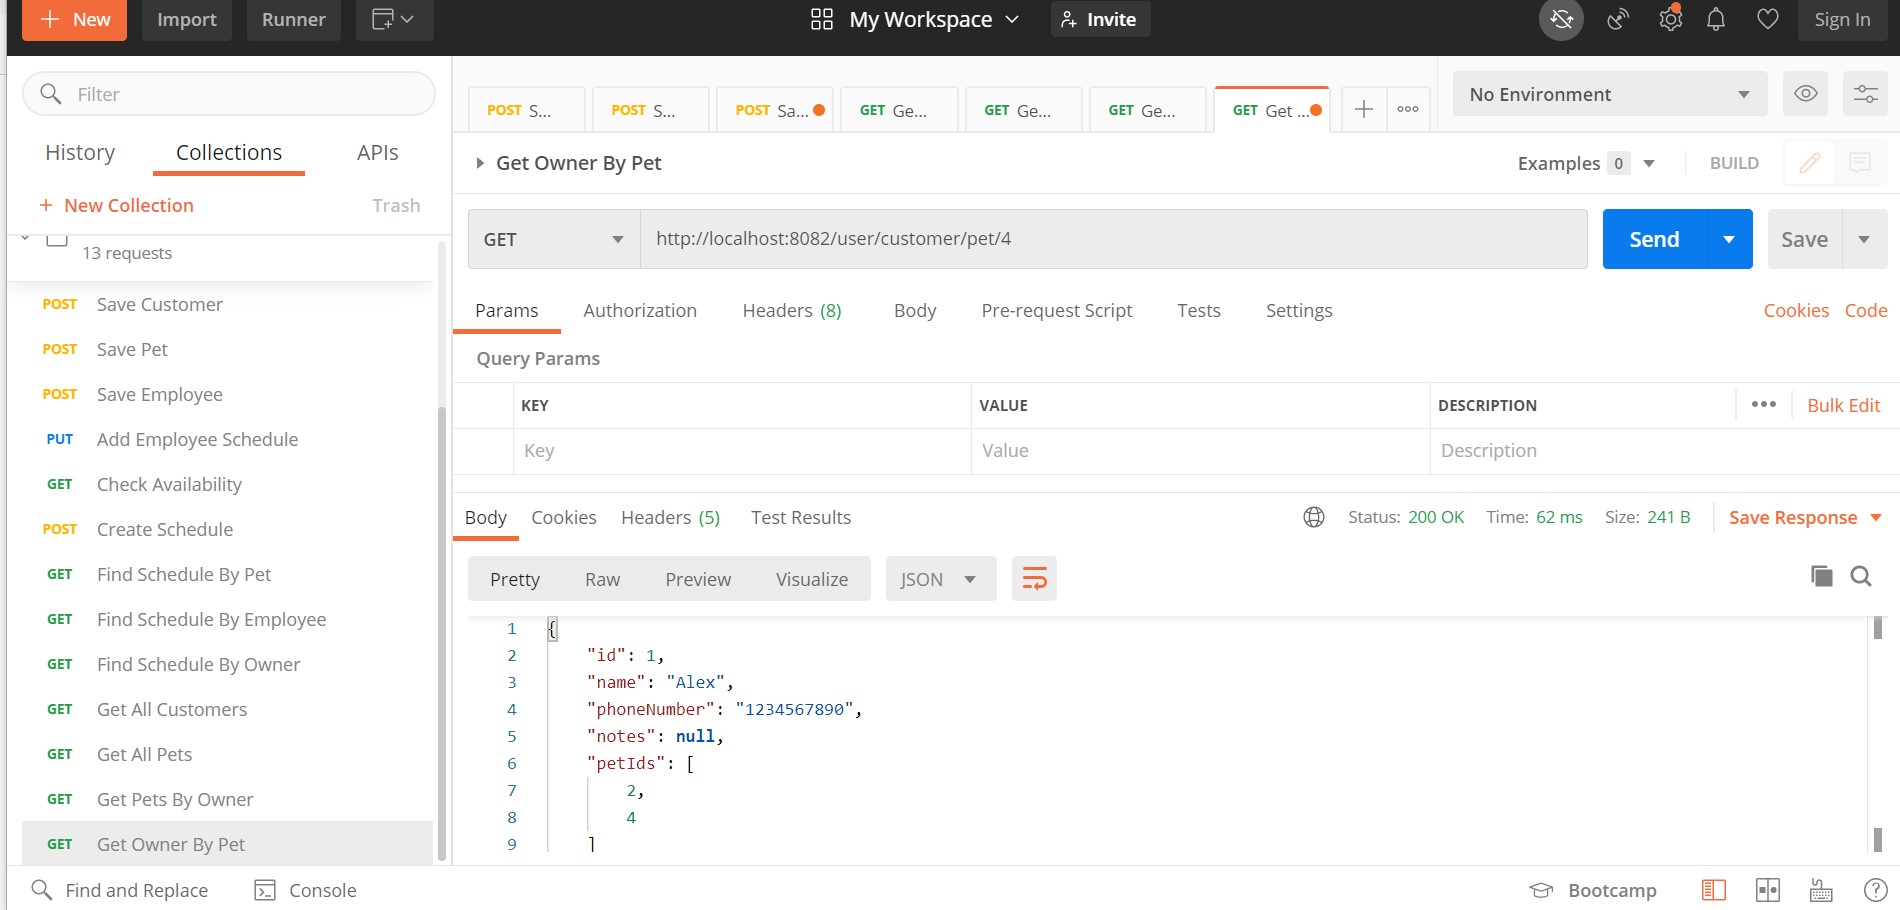 New Import Runner My Workspace Invite Sign In
Filter
History Collections APIs
New Collection Trash
13 requests
POST Save Customer
POST Save Pet
POST Save Employee
PUT Add Employee Schedule
GET Check Availability
POST Create Schedule
GET Find Schedule By Pet
GET Find Schedule By Employee
GET Find Schedule By Owner
GET Get All Customers
GET Get All Pets
GET Get Pets By Owner
GET Get Owner By Pet
POST S... POST S... POST Sa... GET Ge... GET Ge... GET Ge... GET Get ...
No Environment
Get Owner By Pet Examples 0 BUILD
GET http://localhost:8082/user/customer/pet/4 Send Save
Params Authorization Headers (8) Body Pre-request Script Tests Settings Cookies Code
Query Params
KEY VALUE DESCRIPTION Bulk Edit
Key Value Description
Body Cookies Headers (5) Test Results Status: 200 OK Time: 62 ms Size: 241 B Save Response
Pretty Raw Preview Visualize JSON
1 {
2 "id": 1,
3 "name": "Alex",
4 "phoneNumber": "1234567890",
5 "notes": null,
6 "petIds": [
7 2,
8 4
9 ]
Find and Replace Console Bootcamp